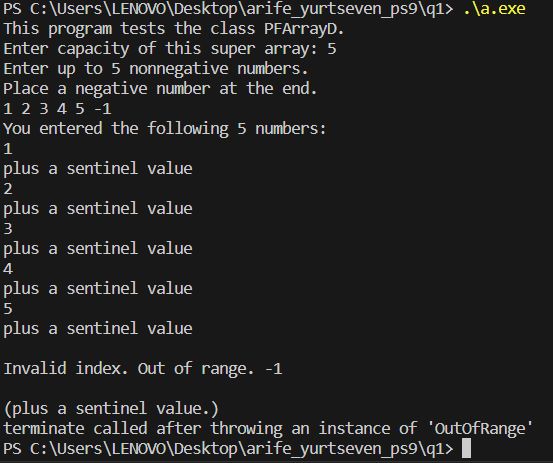 PS C:\Users\LENOVO\Desktop\arife_yurtseven_ps9\q1> .\a.exe
This program tests the class PFArrayD.
Enter capacity of this super array: 5
Enter up to 5 nonnegative numbers.
Place a negative number at the end.
1 2 3 4 5 -1
You entered the following 5 numbers:
1
plus a sentinel value
2
plus a sentinel value
3
plus a sentinel value
4
plus a sentinel value
5
plus a sentinel value
Invalid index. Out of range. -1
(plus a sentinel value.)
terminate called after throwing an instance of 'OutOfRange'
PS C:\Users\LENOVO\Desktop\arife_yurtseven_ps9\q1>